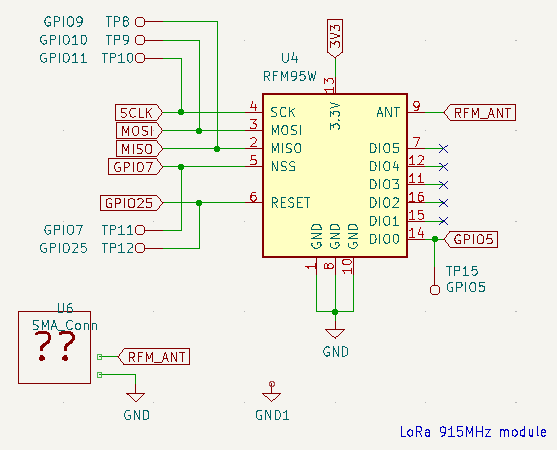 GPIO9 TP8
GPIO10 TP9
GPIO11 TP10
3V3
U4
RFM95W
13
3.3V
SCLK 4 SCK
MOSI 3 MOSI
MISO 2 MISO
GPIO7 5 NSS
GPIO25 6 RESET
ANT 9 RFM_ANT
DIO5 7
DIO4 12
DIO3 11
DIO2 16
DIO1 15
DIO0 14 GPIO5
GPIO7 TP11
GPIO25 TP12
GND GND GND
1 8 10
TP15
GPIO5
GND
U6
SMA_Conn
??
RFM_ANT
GND
GND1
LoRa 915MHz module